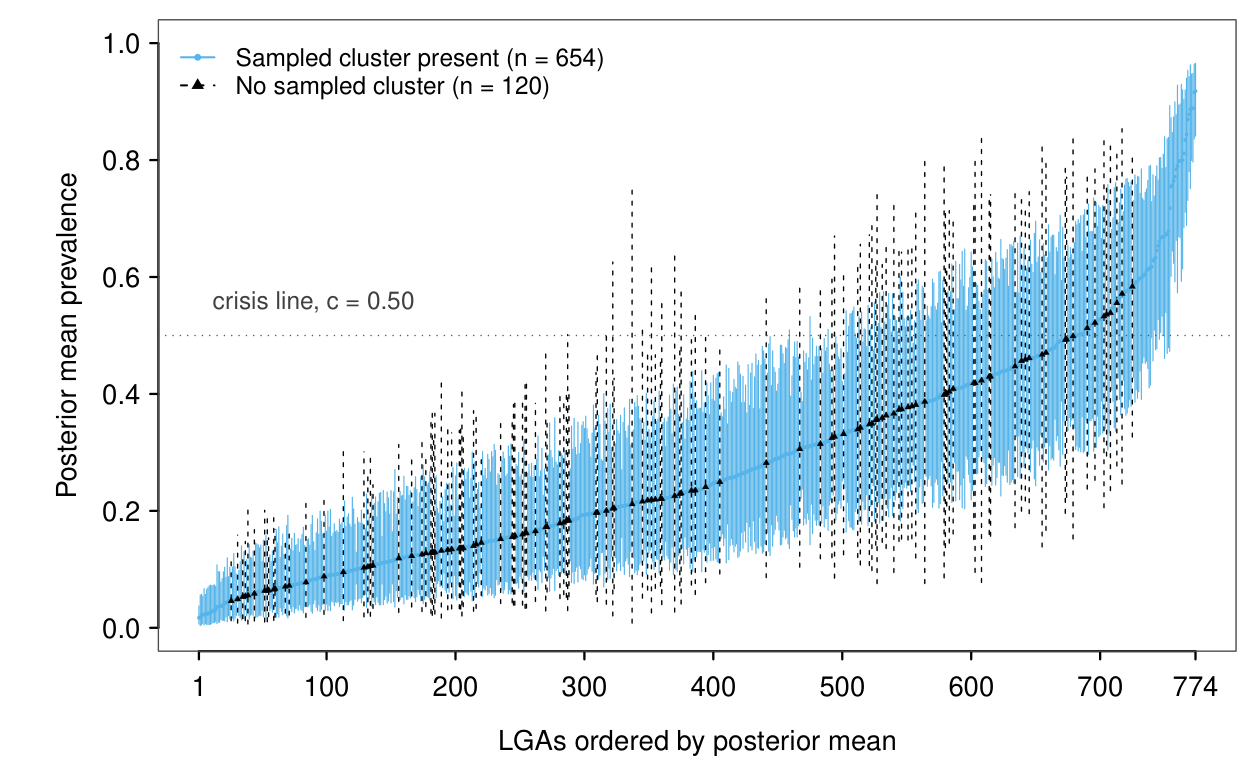 Sampled cluster present (n = 654)
No sampled cluster (n = 120)
crisis line, c = 0.50
Posterior mean prevalence
1.0
0.8
0.6
0.4
0.2
0.0
1 100 200 300 400 500 600 700 774
LGAs ordered by posterior mean